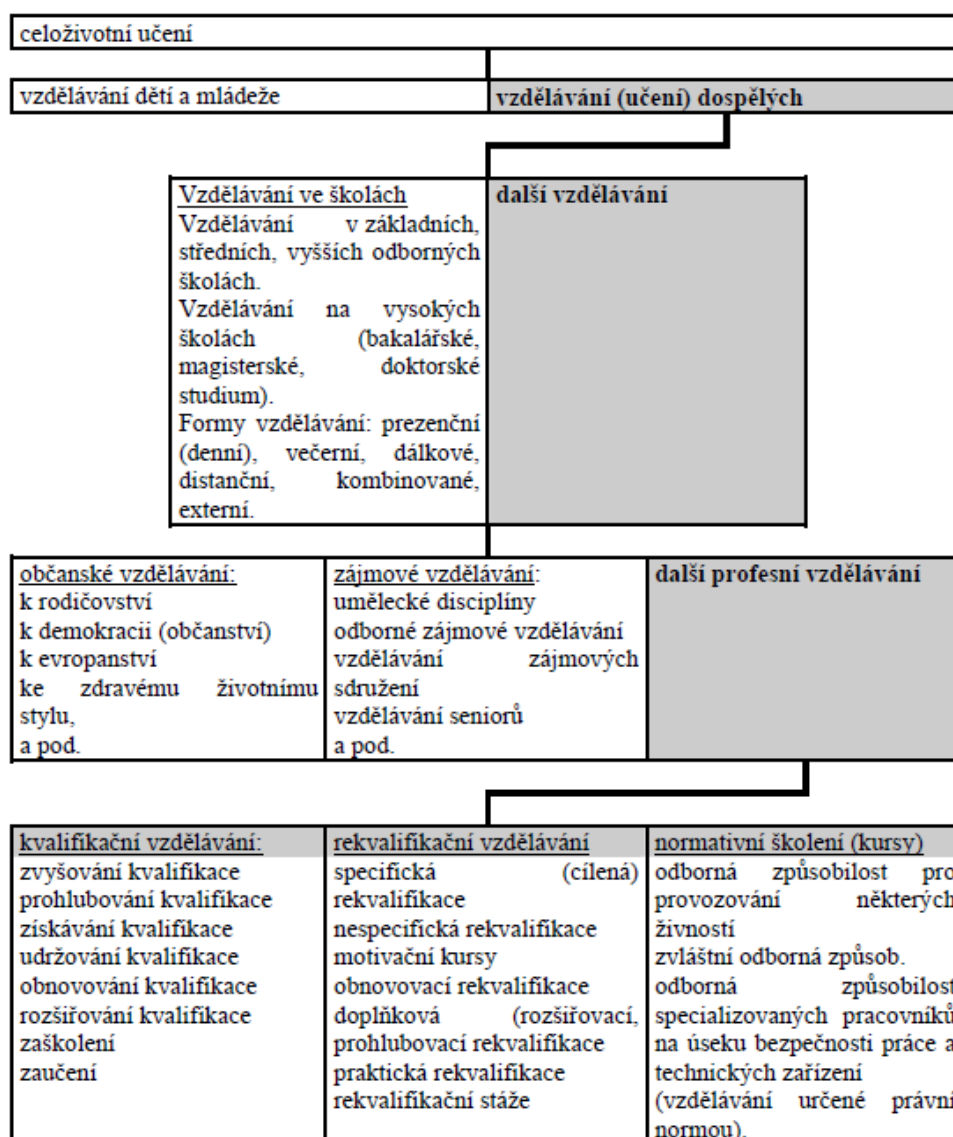 celoživotní učení
vzdělávání dětí a mládeže
vzdělávání (učení) dospělých
Vzdělávání ve školách
Vzdělávání v základních,
středních, vyšších odborných
školách.
Vzdělávání na vysokých
školách (bakalářské,
magisterské, doktorské
studium).
Formy vzdělávání: prezenční
(denní), večerní, dálkové,
distanční, kombinované,
externí.
další vzdělávání
občanské vzdělávání:
k rodičovství
k demokracii (občanství)
k evropanství
ke zdravému životnímu
stylu,
a pod.
zájmové vzdělávání:
umělecké disciplíny
odborné zájmové vzdělávání
vzdělávání zájmových
sdružení
vzdělávání seniorů
a pod.
další profesní vzdělávání
kvalifikační vzdělávání:
zvyšování kvalifikace
prohlubování kvalifikace
získávání kvalifikace
udržování kvalifikace
obnovování kvalifikace
rozšiřování kvalifikace
zaškolení
zaučení
rekvalifikační vzdělávání
specifická (cílená)
rekvalifikace
nespecifická rekvalifikace
motivační kursy
obnovovací rekvalifikace
doplňková (rozšiřovací,
prohlubovací rekvalifikace
praktická rekvalifikace
rekvalifikační stáže
normativní školení (kursy)
odborná způsobilost pro
provozování některých
živností
zvláštní odborná způsob.
odborná způsobilost
specializovaných pracovníků
na úseku bezpečnosti práce a
technických zařízení
(vzdělávání určené právní
normou).